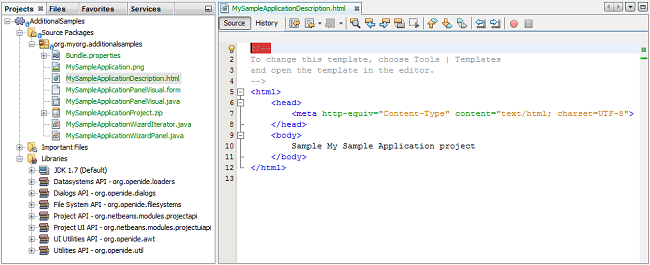 Projects
Files
Favorites
Services
AdditionalSamples
Source Packages
org.myorg.additionalsamples
Bundle.properties
MySampleApplication.png
MySampleApplicationDescription.html
MySampleApplicationPanelVisual.form
MySampleApplicationPanelVisual.java
MySampleApplicationProject.zip
MySampleApplicationWizardIterator.java
MySampleApplicationWizardPanel.java
Important Files
Libraries
JDK 1.7 (Default)
Datasystems API - org.openide.loaders
Dialogs API - org.openide.dialogs
File System API - org.openide.filesystems
Project API - org.netbeans.modules.projectapi
Project UI API - org.netbeans.modules.projectuiapi
UI Utilities API - org.openide.awt
Utilities API - org.openide.util
MySampleApplicationDescription.html
Source History
<!--
2 To change this template, choose Tools | Templates
3 and open the template in the editor.
4 -->
5 <html>
6 <head>
7 <meta http-equiv="Content-Type" content="text/html; charset=UTF-8">
8 </head>
9 <body>
10 Sample My Sample Application project
11 </body>
12 </html>
13